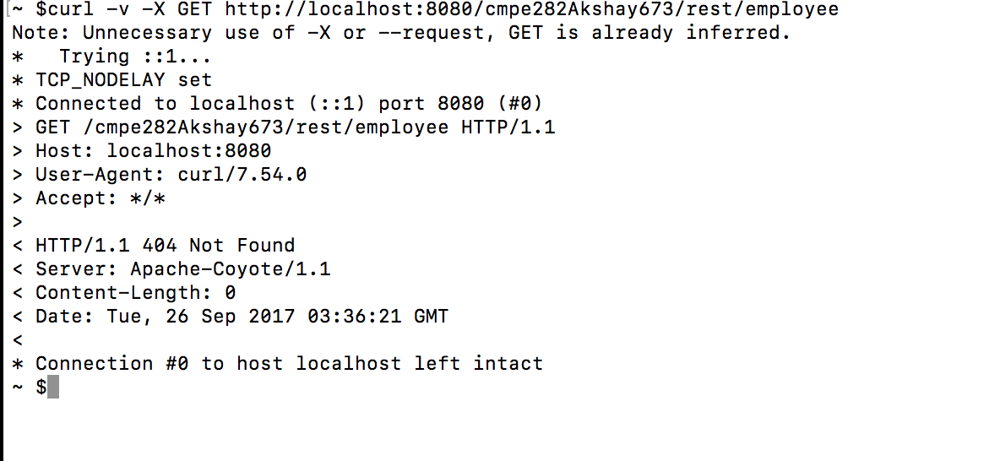 [~ $curl -v -X GET http://localhost:8080/cmpe282Akshay673/rest/employee
Note: Unnecessary use of -X or --request, GET is already inferred.
*   Trying ::1...
* TCP_NODELAY set
* Connected to localhost (::1) port 8080 (#0)
> GET /cmpe282Akshay673/rest/employee HTTP/1.1
> Host: localhost:8080
> User-Agent: curl/7.54.0
> Accept: */*
>
< HTTP/1.1 404 Not Found
< Server: Apache-Coyote/1.1
< Content-Length: 0
< Date: Tue, 26 Sep 2017 03:36:21 GMT
<
* Connection #0 to host localhost left intact
~ $